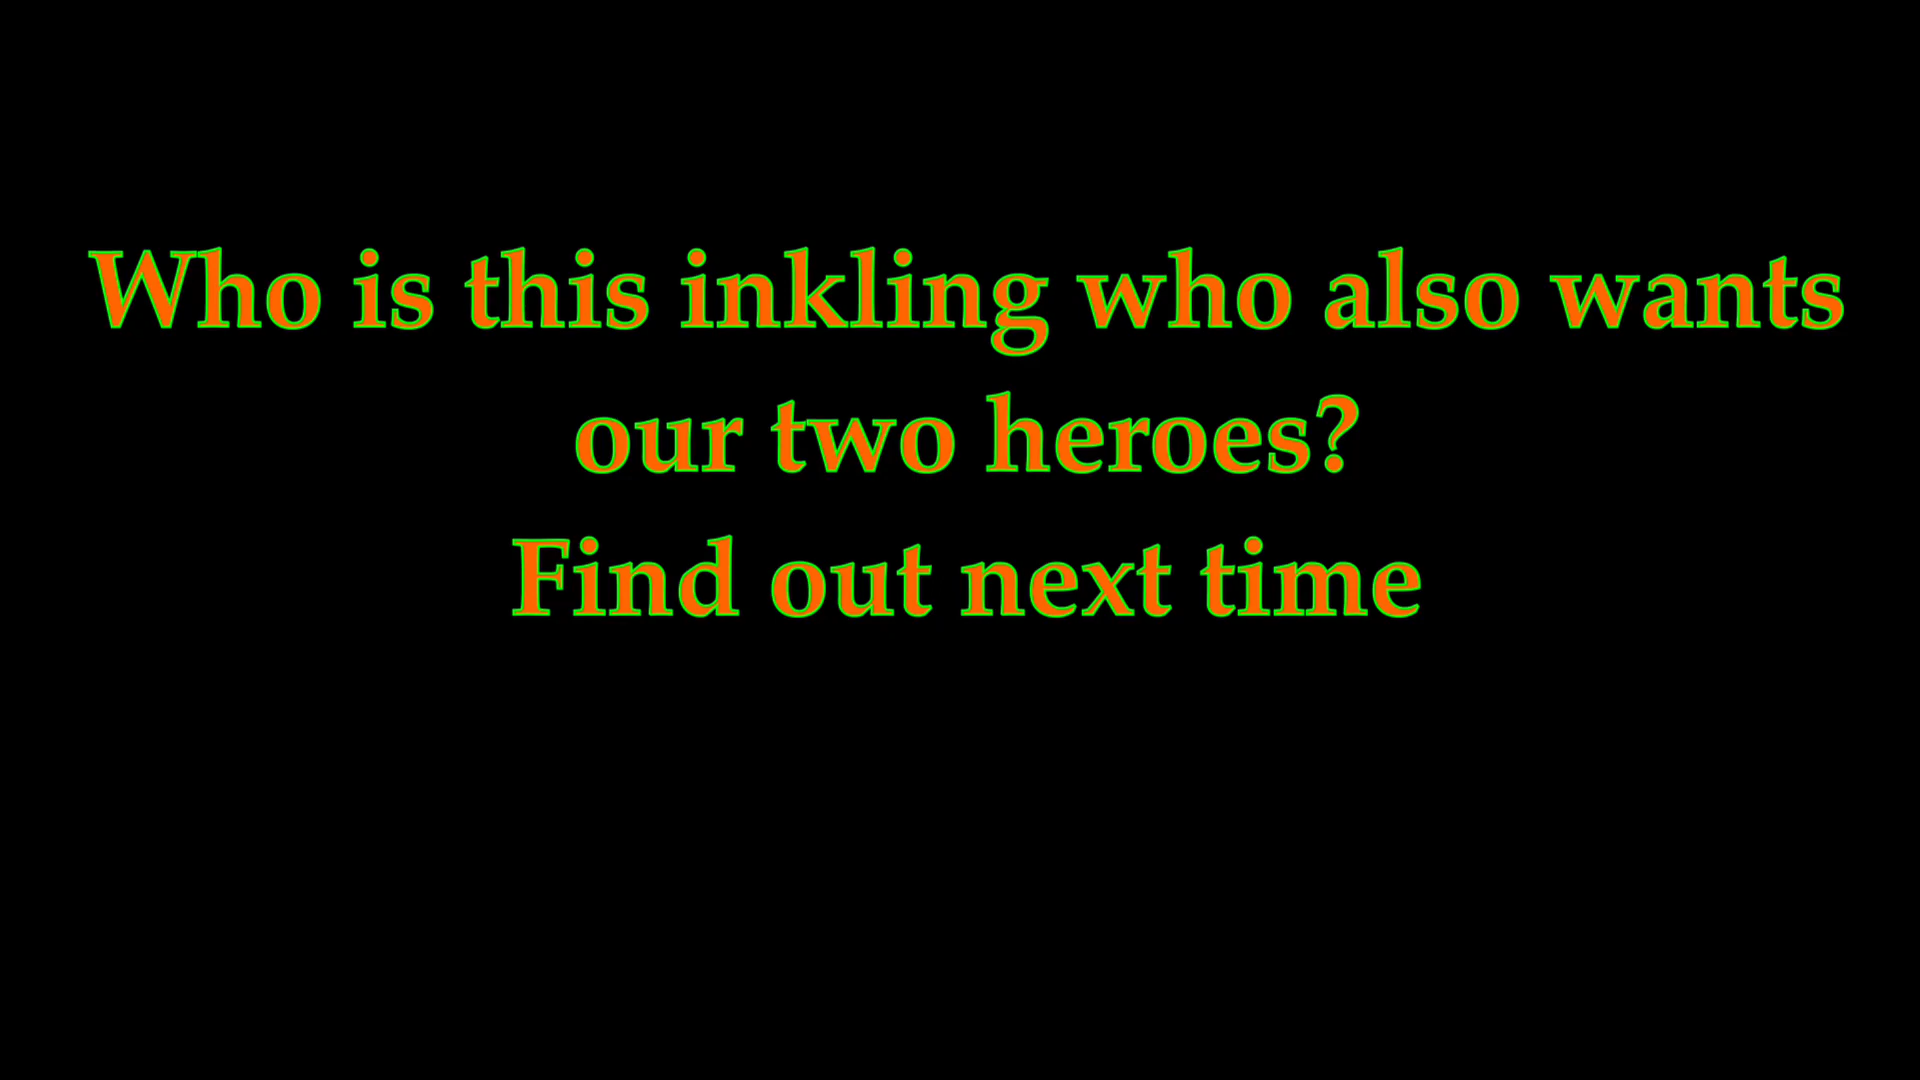 Who is this inkling who also wants
our two heroes?
Find out next time